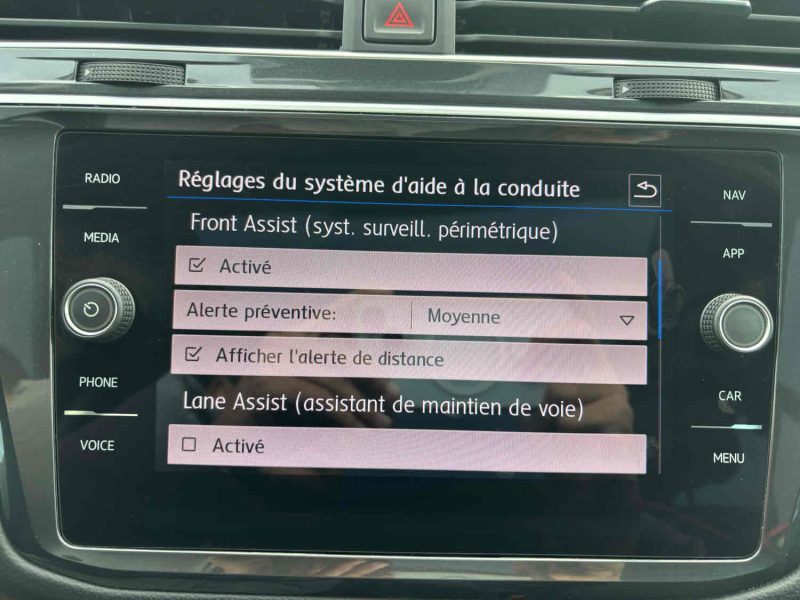 RADIO
MEDIA
PHONE
VOICE
Réglages du système d'aide à la conduite
Front Assist (syst. surveill. périmétrique)
Activé
Alerte préventive: Moyenne
Afficher l'alerte de distance
Lane Assist (assistant de maintien de voie)
Activé
NAV
APP
CAR
MENU